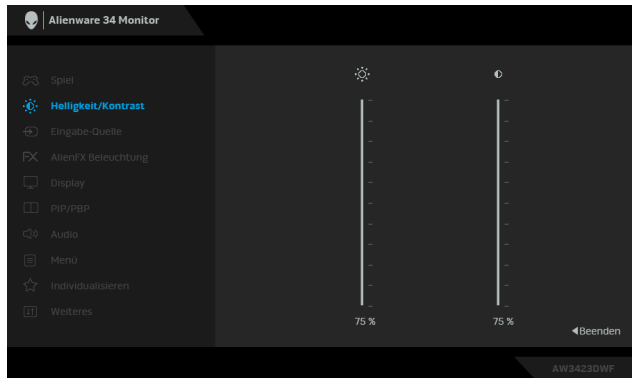 Alienware 34 Monitor
Spiel
Helligkeit/Kontrast
Eingabe-Quelle
FX AlienFX Beleuchtung
Display
PIP/PBP
Audio
Menü
Individualisieren
Weiteres
75 %
75 %
Beenden
AW3423DWF